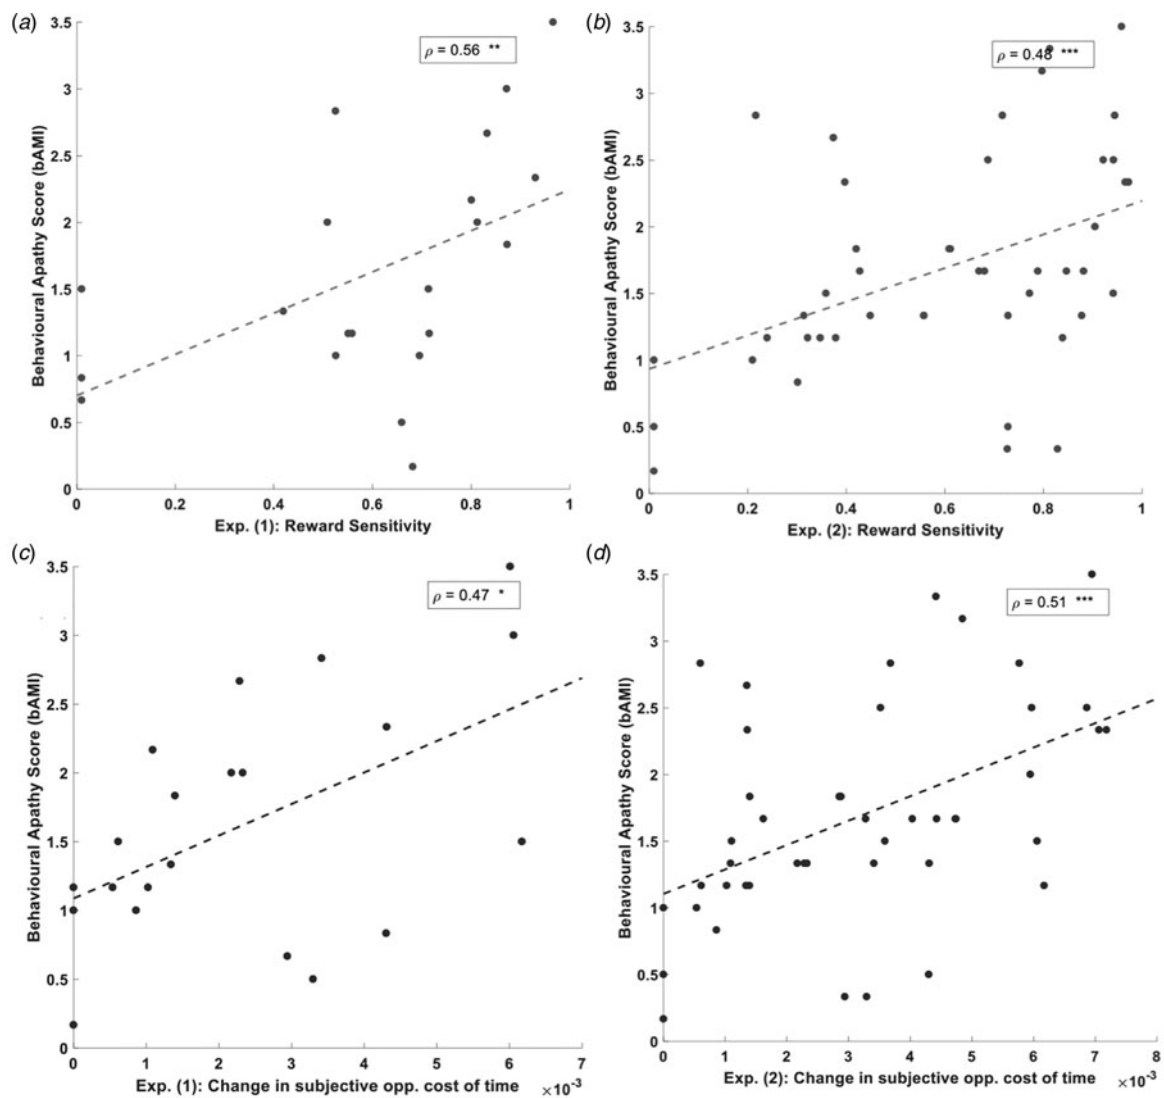 (a)
3.5
3
2.5
2
1.5
1
0.5
0
Behavioural Apathy Score (bAMI)
ρ = 0.56 **
0 0.2 0.4 0.6 0.8 1
Exp. (1): Reward Sensitivity
(b)
3.5
3
2.5
2
1.5
1
0.5
0
Behavioural Apathy Score (bAMI)
ρ = 0.48 ***
0.2 0.4 0.6 0.8 1
Exp. (2): Reward Sensitivity
(c)
3.5
3
2.5
2
1.5
1
0.5
0
Behavioural Apathy Score (bAMI)
ρ = 0.47 *
0 1 2 3 4 5 6 7
Exp. (1): Change in subjective opp. cost of time ×10⁻³
(d)
3.5
3
2.5
2
1.5
1
0.5
0
Behavioural Apathy Score (bAMI)
ρ = 0.51 ***
0 1 2 3 4 5 6 7 8
Exp. (2): Change in subjective opp. cost of time ×10⁻³